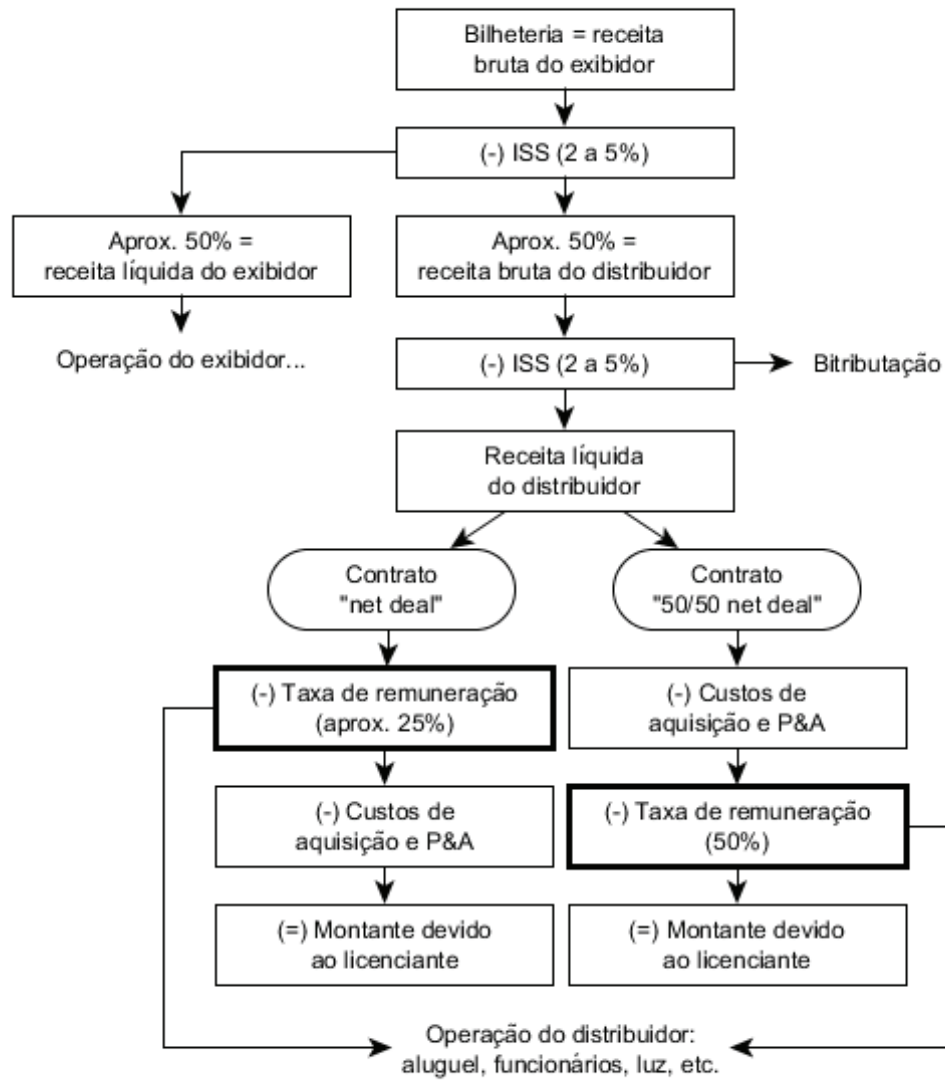 Bilheteria = receita
bruta do exibidor
(-) ISS (2 a 5%)
Aprox. 50% =
receita líquida do exibidor
Aprox. 50% =
receita bruta do distribuidor
Operação do exibidor...
(-) ISS (2 a 5%)
Bitributação
Receita líquida
do distribuidor
Contrato
"net deal"
Contrato
"50/50 net deal"
(-) Taxa de remuneração
(aprox. 25%)
(-) Custos de
aquisição e P&A
(-) Custos de
aquisição e P&A
(-) Taxa de remuneração
(50%)
(=) Montante devido
ao licenciante
(=) Montante devido
ao licenciante
Operação do distribuidor:
aluguel, funcionários, luz, etc.